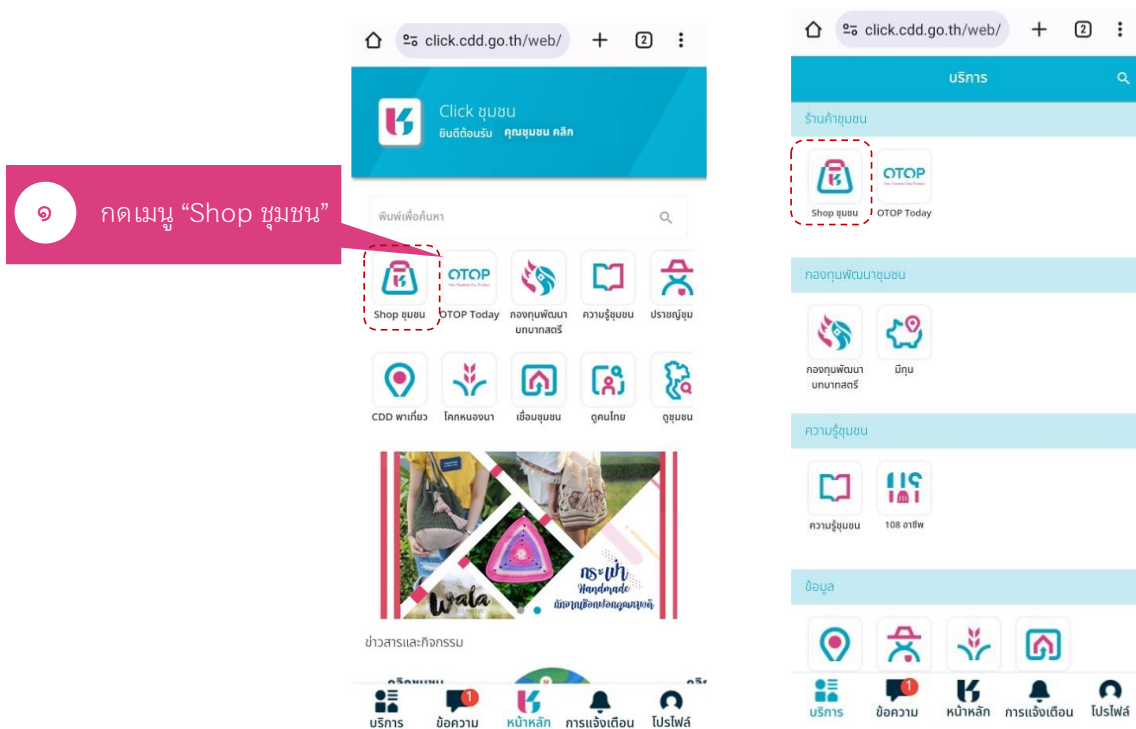 ๑
กดเมนู “Shop ชุมชน”
click.cdd.go.th/web/
2
Click ชุมชน
ยินดีต้อนรับ คุณชุมชน คลิก
พิมพ์เพื่อค้นหา
OTOP
Shop ชุมชน
OTOP Today
กองทุนพัฒนา
บทบาทสตรี
ความรู้ชุมชน
ปราชญ์ชุม
CDD พาเที่ยว
โคกหนองนา
เชื่อมชุมชน
ดูคนไทย
ดูชุมชน
wala
กระเป๋า
Handmade
ข่าวสารและกิจกรรม
1
บริการ
ข้อความ
หน้าหลัก
การแจ้งเตือน
โปรไฟล์
click.cdd.go.th/web/
2
บริการ
ร้านค้าชุมชน
OTOP
Shop ชุมชน
OTOP Today
กองทุนพัฒนาชุมชน
กองทุนพัฒนา
บทบาทสตรี
มีทุน
ความรู้ชุมชน
ความรู้ชุมชน
108 อาชีพ
ข้อมูล
1
บริการ
ข้อความ
หน้าหลัก
การแจ้งเตือน
โปรไฟล์